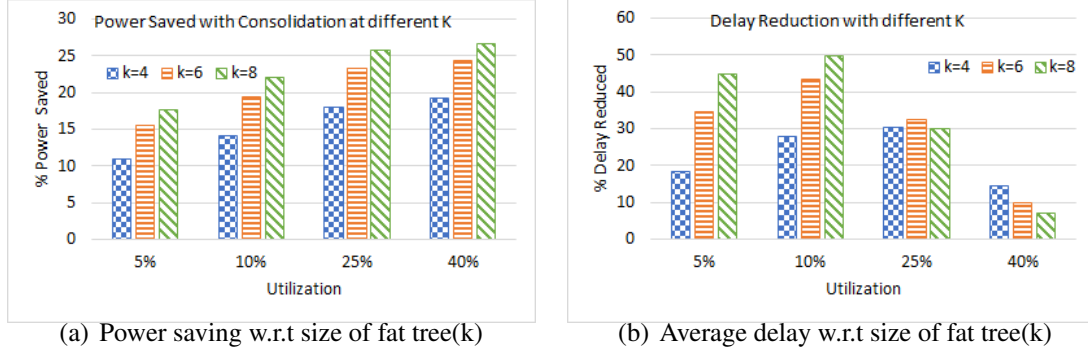 Power Saved with Consolidation at different K
30
25
20
15
10
5
0
% Power Saved
k=4 k=6 k=8
5% 10% 25% 40%
Utilization
(a) Power saving w.r.t size of fat tree(k)
Delay Reduction with different K
60
50
40
30
20
10
0
% Delay Reduced
k=4 k=6 k=8
5% 10% 25% 40%
Utilization
(b) Average delay w.r.t size of fat tree(k)